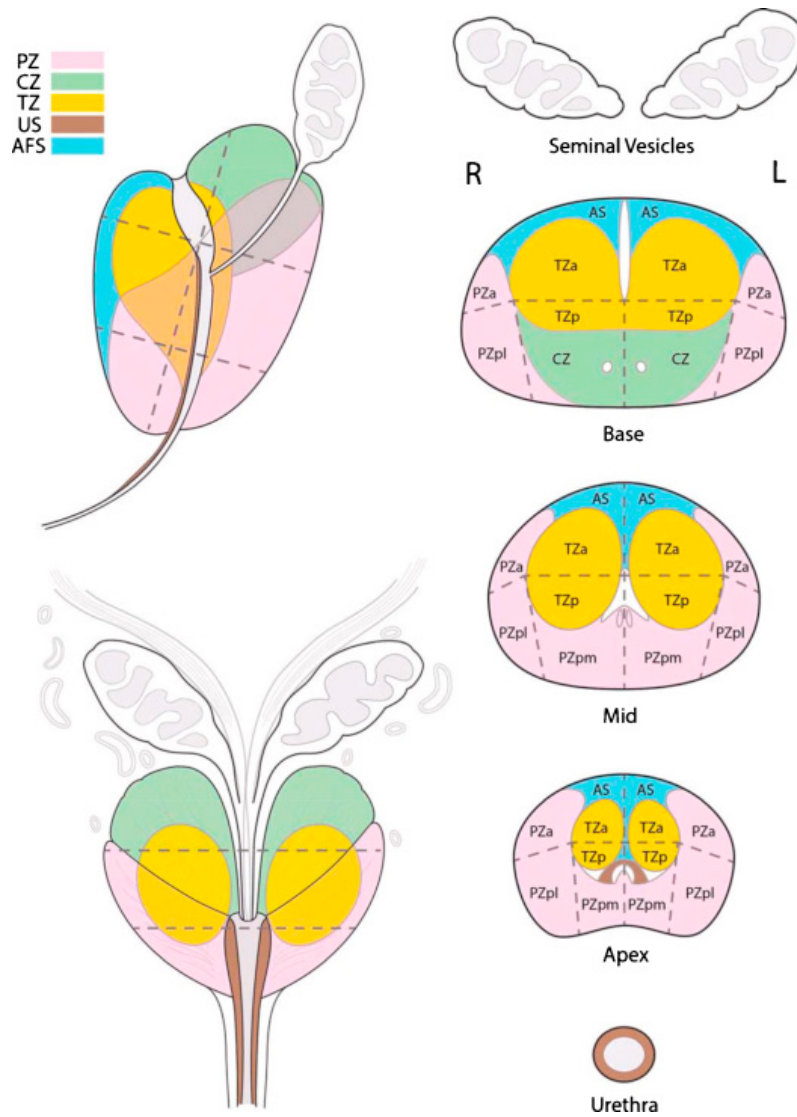 PZ
CZ
TZ
US
AFS
Seminal Vesicles
R L
AS AS
TZa TZa
PZa PZa
TZp TZp
PZpl CZ CZ PZpl
Base
AS AS
TZa TZa
PZa PZa
TZp TZp
PZpl PZpl
PZpm PZpm
Mid
AS AS
PZa TZa TZa PZa
TZp TZp
PZpl PZpl
PZpm PZpm
Apex
Urethra